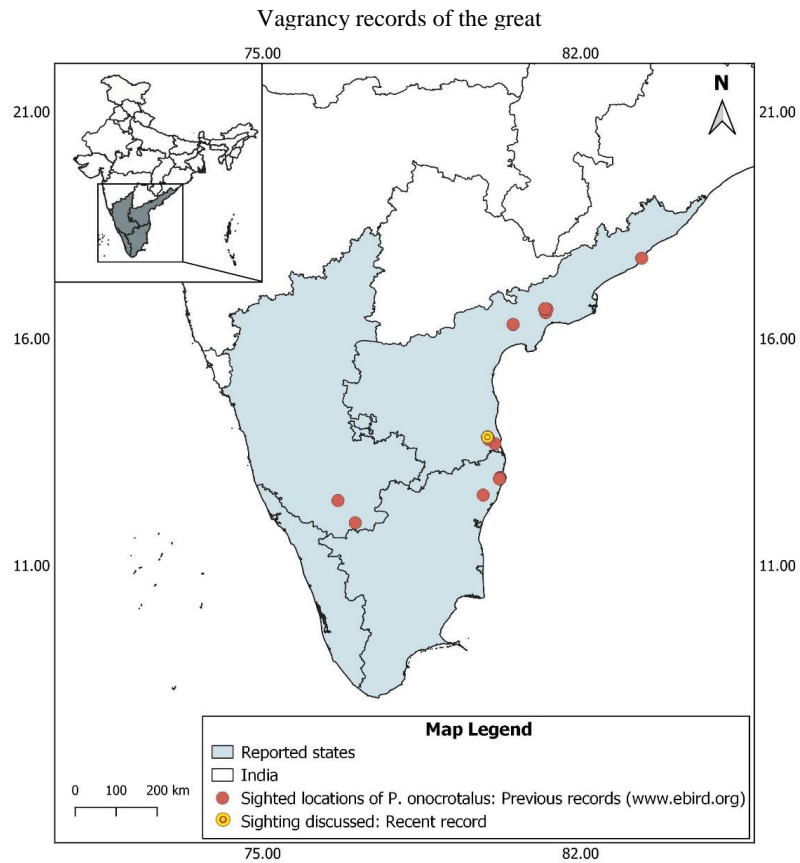 Vagrancy records of the great
75.00 82.00
21.00 N 21.00
16.00 16.00
11.00 11.00
Map Legend
Reported states
India
0 100 200 km Sighted locations of P. onocrotalus: Previous records (www.ebird.org)
Sighting discussed: Recent record
75.00 82.00